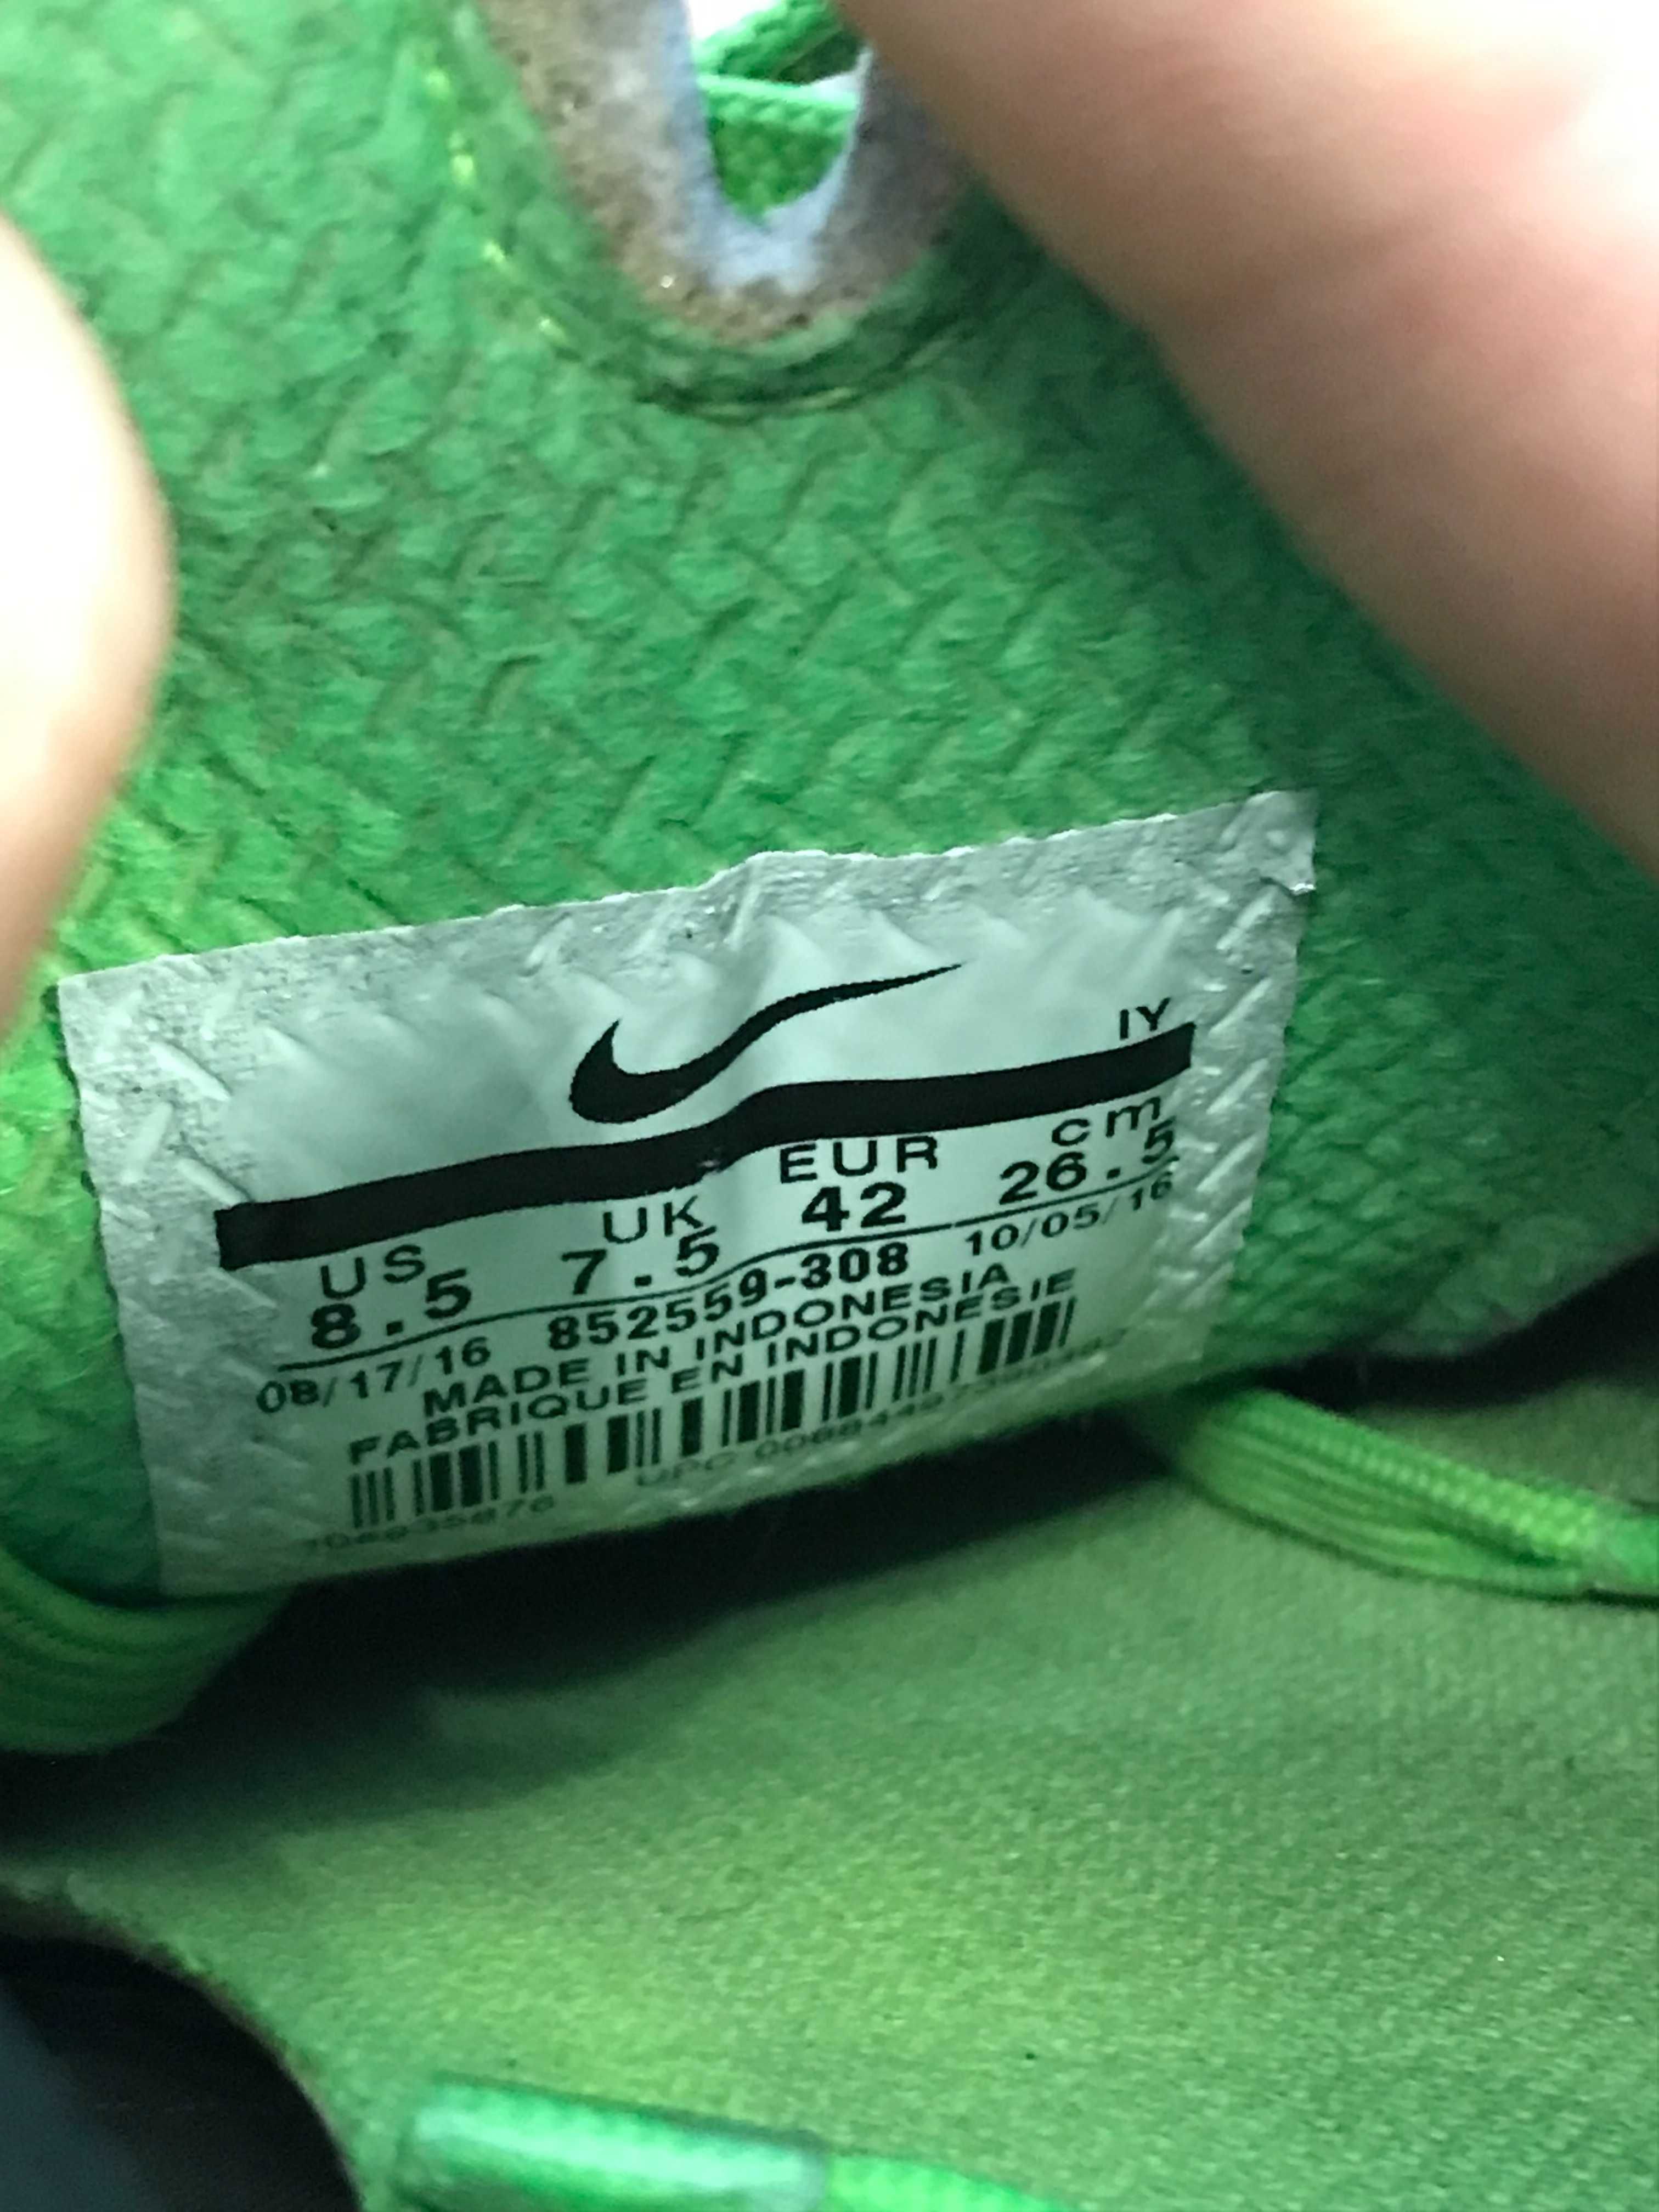 IY
US UK EUR cm
8.5 7.5 42 26.5
08/17/16 852559-308 10/05/16
MADE IN INDONESIA
FABRIQUE EN INDONESIE
UPC